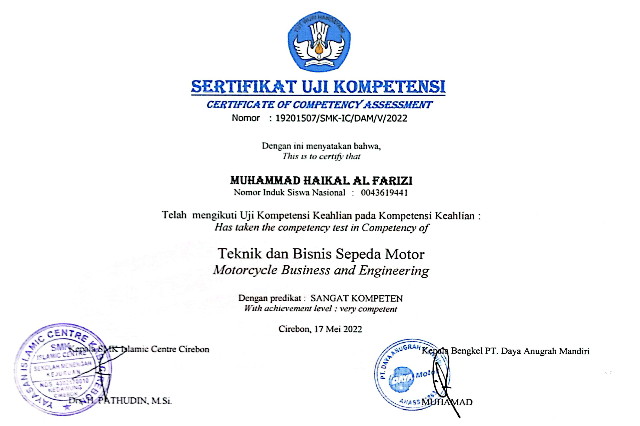 TUT WURI HANDAYANI
SERTIFIKAT UJI KOMPETENSI
CERTIFICATE OF COMPETENCY ASSESSMENT
Nomor : 19201507/SMK-IC/DAM/V/2022
Dengan ini menyatakan bahwa,
This is to certify that
MUHAMMAD HAIKAL AL FARIZI
Nomor Induk Siswa Nasional : 0043619441
Telah mengikuti Uji Kompetensi Keahlian pada Kompetensi Keahlian :
Has taken the competency test in Competency of
Teknik dan Bisnis Sepeda Motor
Motorcycle Business and Engineering
Dengan predikat : SANGAT KOMPETEN
With achievement level : very competent
Cirebon, 17 Mei 2022
Kepala SMK Islamic Centre Cirebon
YAYASAN ISLAMIC CENTRE
SMK
ISLAMIC CENTRE
SEKOLAH MENENGAH
KEJURUAN
KEDAWUNG
FATHUDIN, M.Si.
Kepala Bengkel PT. Daya Anugrah Mandiri
PT. DAYA ANUGRAH
Motor
MUHAMAD